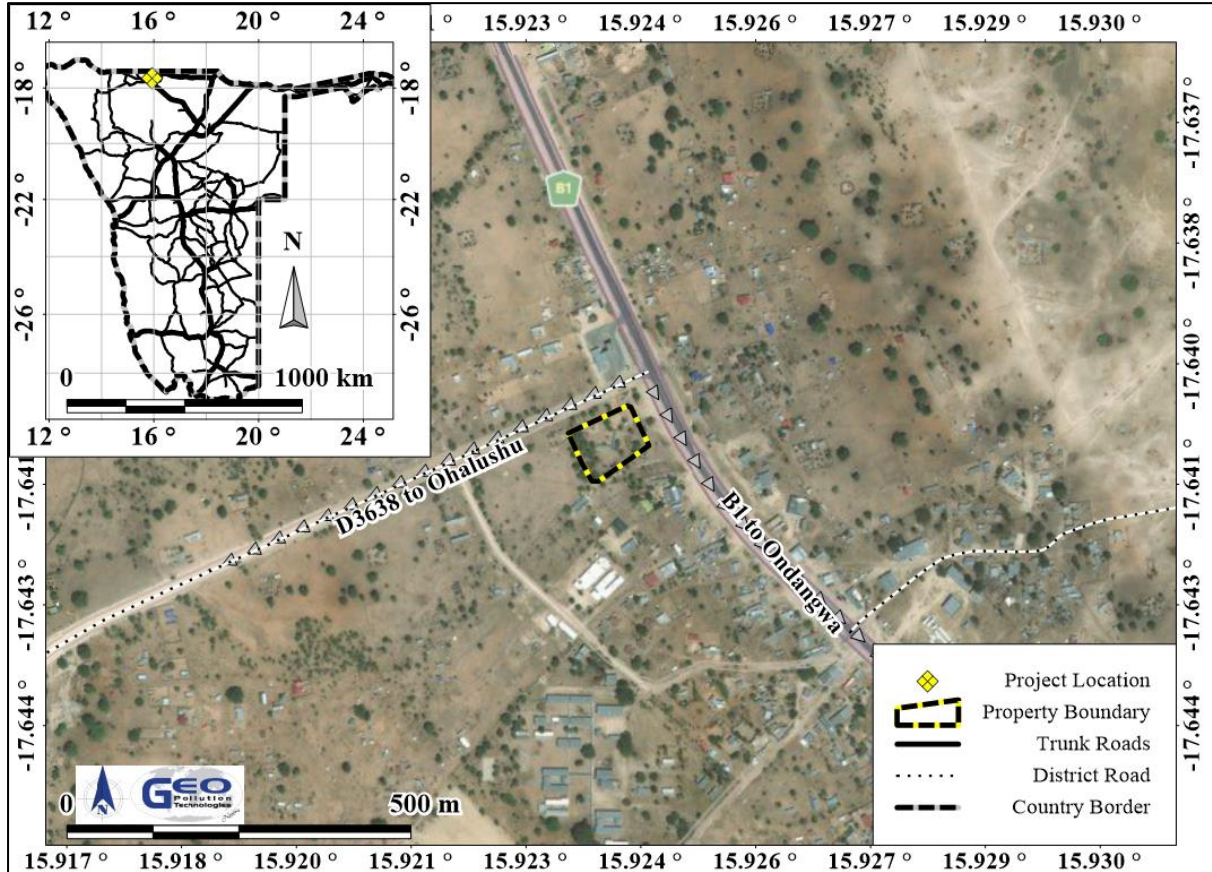 12 ° 16 ° 20 ° 24 °
15.923 ° 15.924 ° 15.926 ° 15.927 ° 15.929 ° 15.930 °
-18 °
-22 °
-26 °
-18 °
-22 °
-26 °
N
0 1000 km
12 ° 16 ° 20 ° 24 °
B1
-17.637 °
-17.638 °
-17.640 °
-17.641 °
-17.643 °
-17.644 °
-17.641 °
-17.643 °
-17.644 °
D3638 to Ohalushu
B1 to Ondangwa
Project Location
Property Boundary
Trunk Roads
District Road
Country Border
N
GEO
Pollution
Technologies
0 500 m
15.917 ° 15.918 ° 15.920 ° 15.921 ° 15.923 ° 15.924 ° 15.926 ° 15.927 ° 15.929 ° 15.930 °